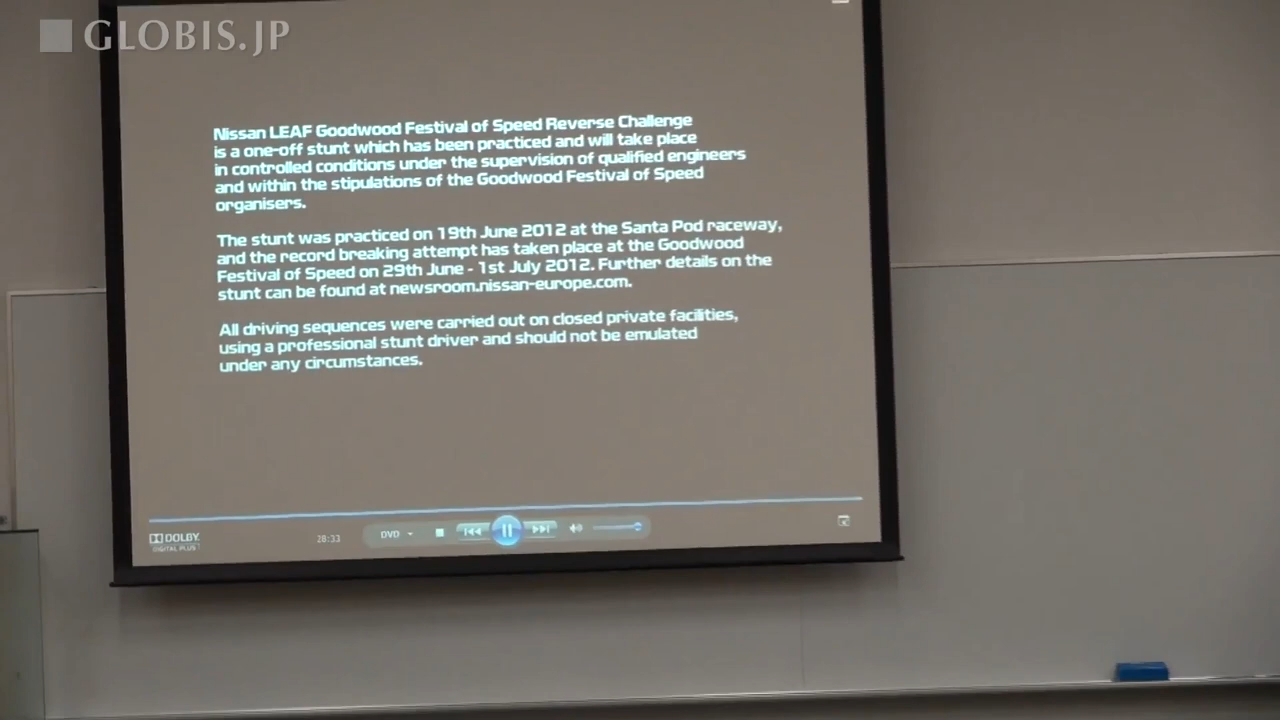 GLOBIS.JP
Nissan LEAF Goodwood Festival of Speed Reverse Challenge
is a one-off stunt which has been practiced and will take place
in controlled conditions under the supervision of qualified engineers
and within the stipulations of the Goodwood Festival of Speed
organisers.
The stunt was practiced on 19th June 2012 at the Santa Pod raceway,
and the record breaking attempt has taken place at the Goodwood
Festival of Speed on 29th June - 1st July 2012. Further details on the
stunt can be found at newsroom.nissan-europe.com.
All driving sequences were carried out on closed private facilities,
using a professional stunt driver and should not be emulated
under any circumstances.
DOLBY
DIGITAL PLUS
28:33
DVD